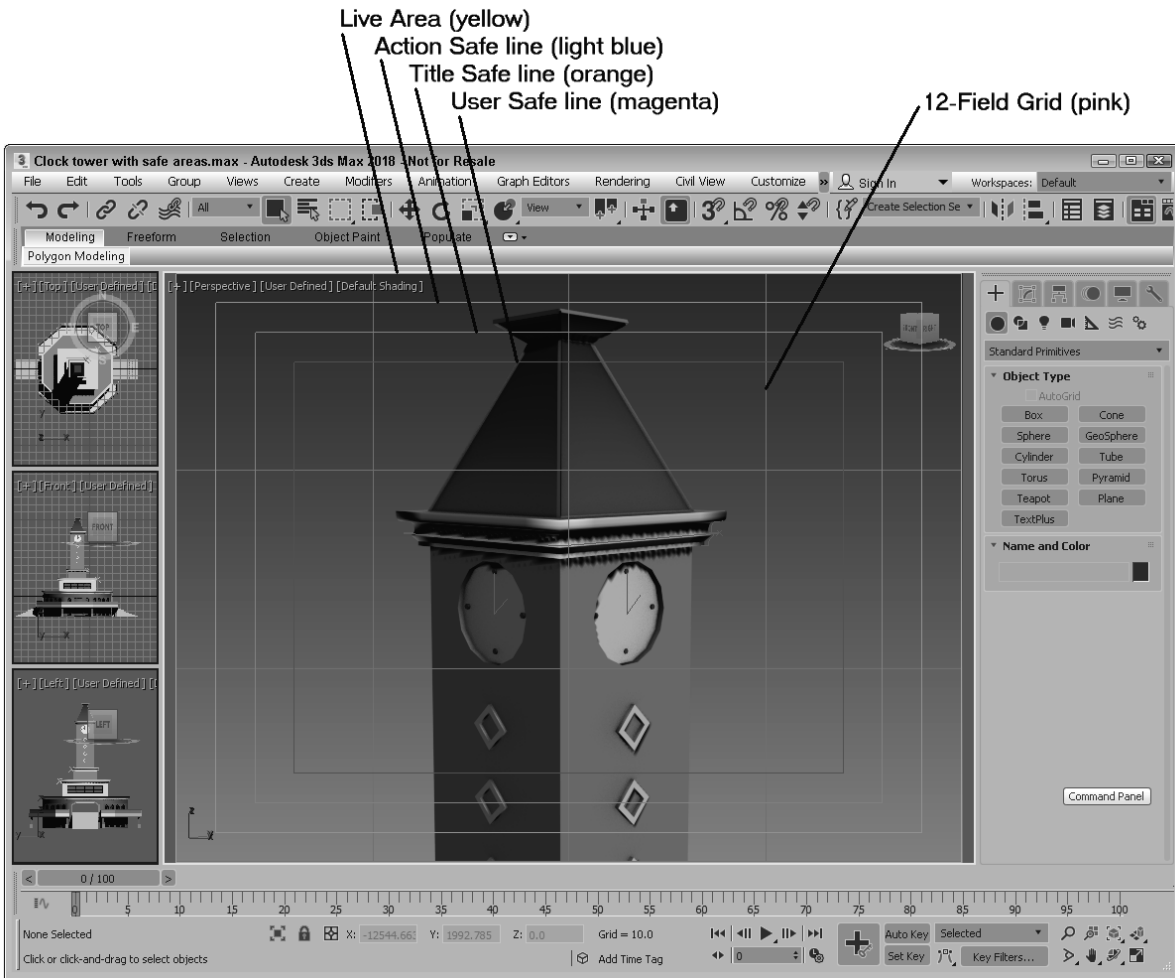 Live Area (yellow)
Action Safe line (light blue)
Title Safe line (orange)
User Safe line (magenta)
12-Field Grid (pink)
Clock tower with safe areas.max - Autodesk 3ds Max 2018 - Not for Resale
File Edit Tools Group Views Create Modifiers Animation Graph Editors Rendering Civil View Customize » Sign In Workspaces: Default
All View Create Selection Se
Modeling Freeform Selection Object Paint Populate
Polygon Modeling
[+] [Top] [User Defined] [D
[+] [Perspective] [User Defined] [Default Shading]
N
TOP
E
S
y
z x
Standard Primitives
Object Type
AutoGrid
Box Cone
Sphere GeoSphere
Cylinder Tube
Torus Pyramid
Teapot Plane
TextPlus
Name and Color
[+] [Front] [User Defined]
FRONT
y x
[+] [Left] [User Defined] [D
LEFT
y x
z
y
Command Panel
< 0 / 100 >
0 5 10 15 20 25 30 35 40 45 50 55 60 65 70 75 80 85 90 95 100
None Selected X: -12544.663 Y: 1992.785 Z: 0.0 Grid = 10.0 Auto Key Selected
Click or click-and-drag to select objects Add Time Tag 0 Set Key Key Filters...